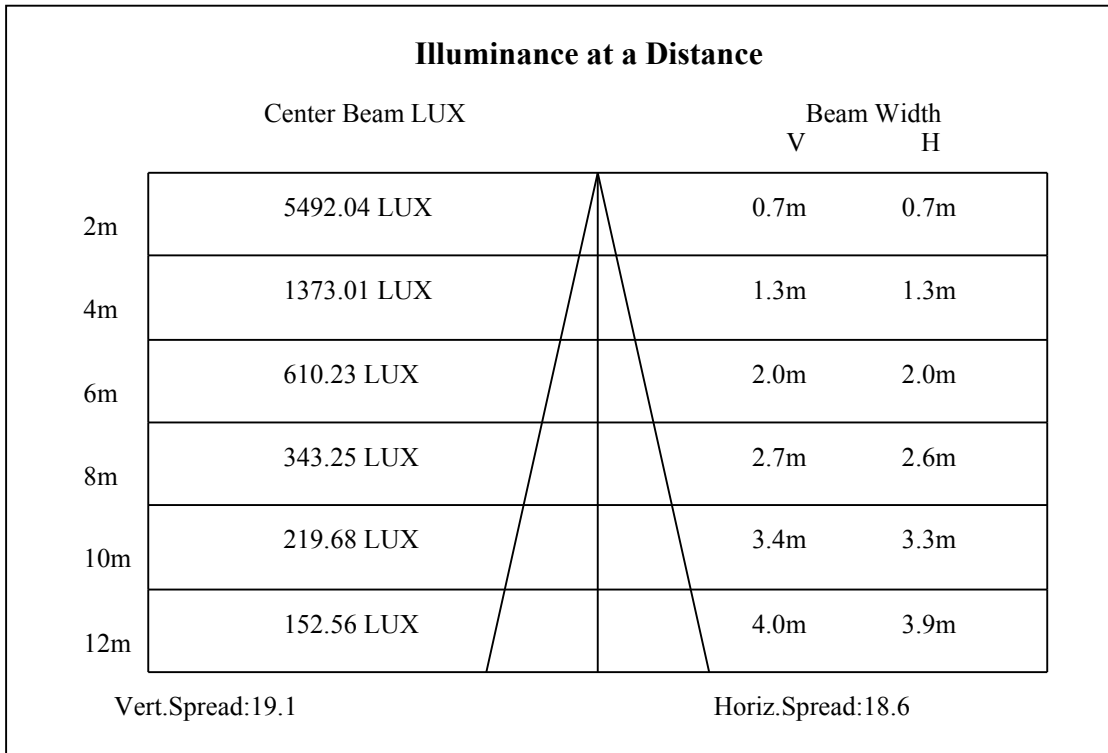 Illuminance at a Distance
Center Beam LUX Beam Width
V H
2m 5492.04 LUX 0.7m 0.7m
4m 1373.01 LUX 1.3m 1.3m
6m 610.23 LUX 2.0m 2.0m
8m 343.25 LUX 2.7m 2.6m
10m 219.68 LUX 3.4m 3.3m
12m 152.56 LUX 4.0m 3.9m
Vert.Spread:19.1 Horiz.Spread:18.6